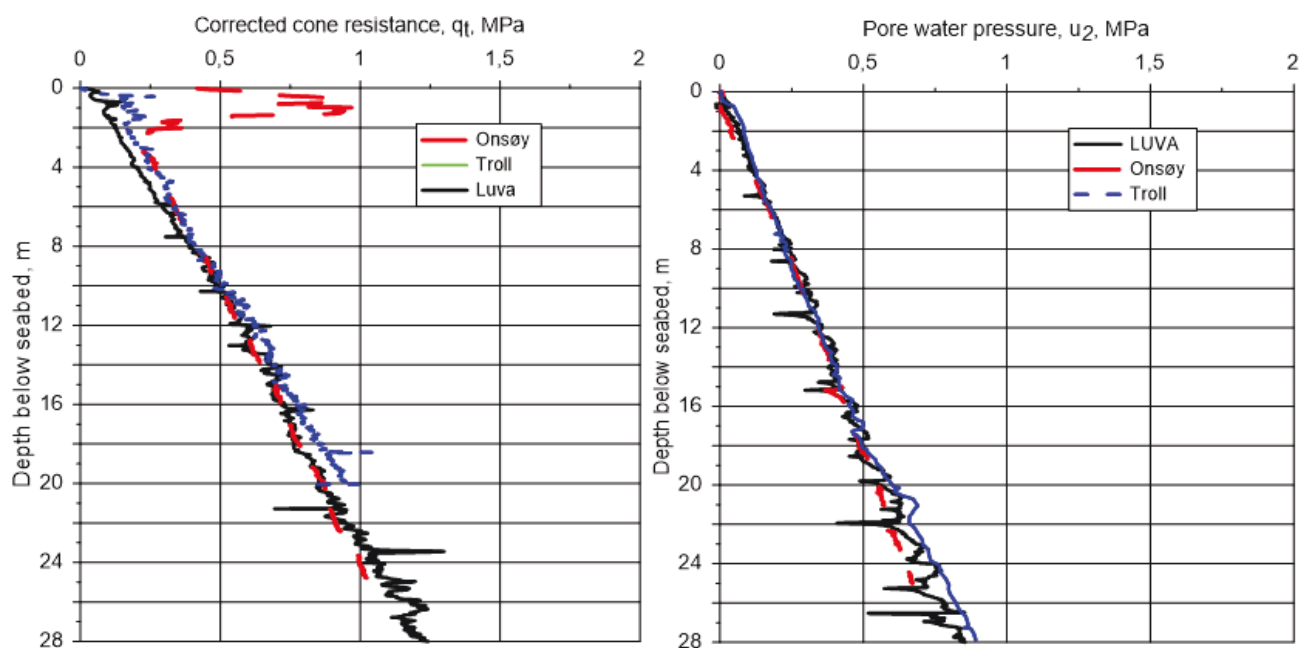 Corrected cone resistance, qt, MPa
0 0,5 1 1,5 2
0
4
8
12
16
20
24
28
Depth below seabed, m
Onsøy
Troll
Luva
Pore water pressure, u2, MPa
0 0,5 1 1,5 2
0
4
8
12
16
20
24
28
Depth below seabed, m
LUVA
Onsøy
Troll